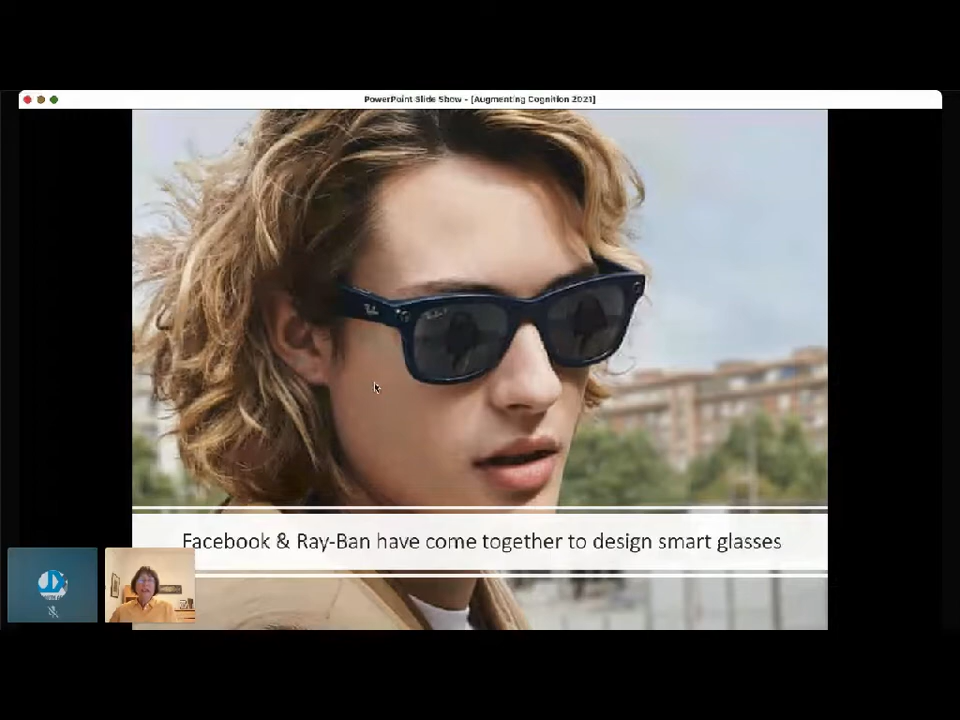 PowerPoint Slide Show - [Augmenting Cognition 2021]
Facebook & Ray-Ban have come together to design smart glasses